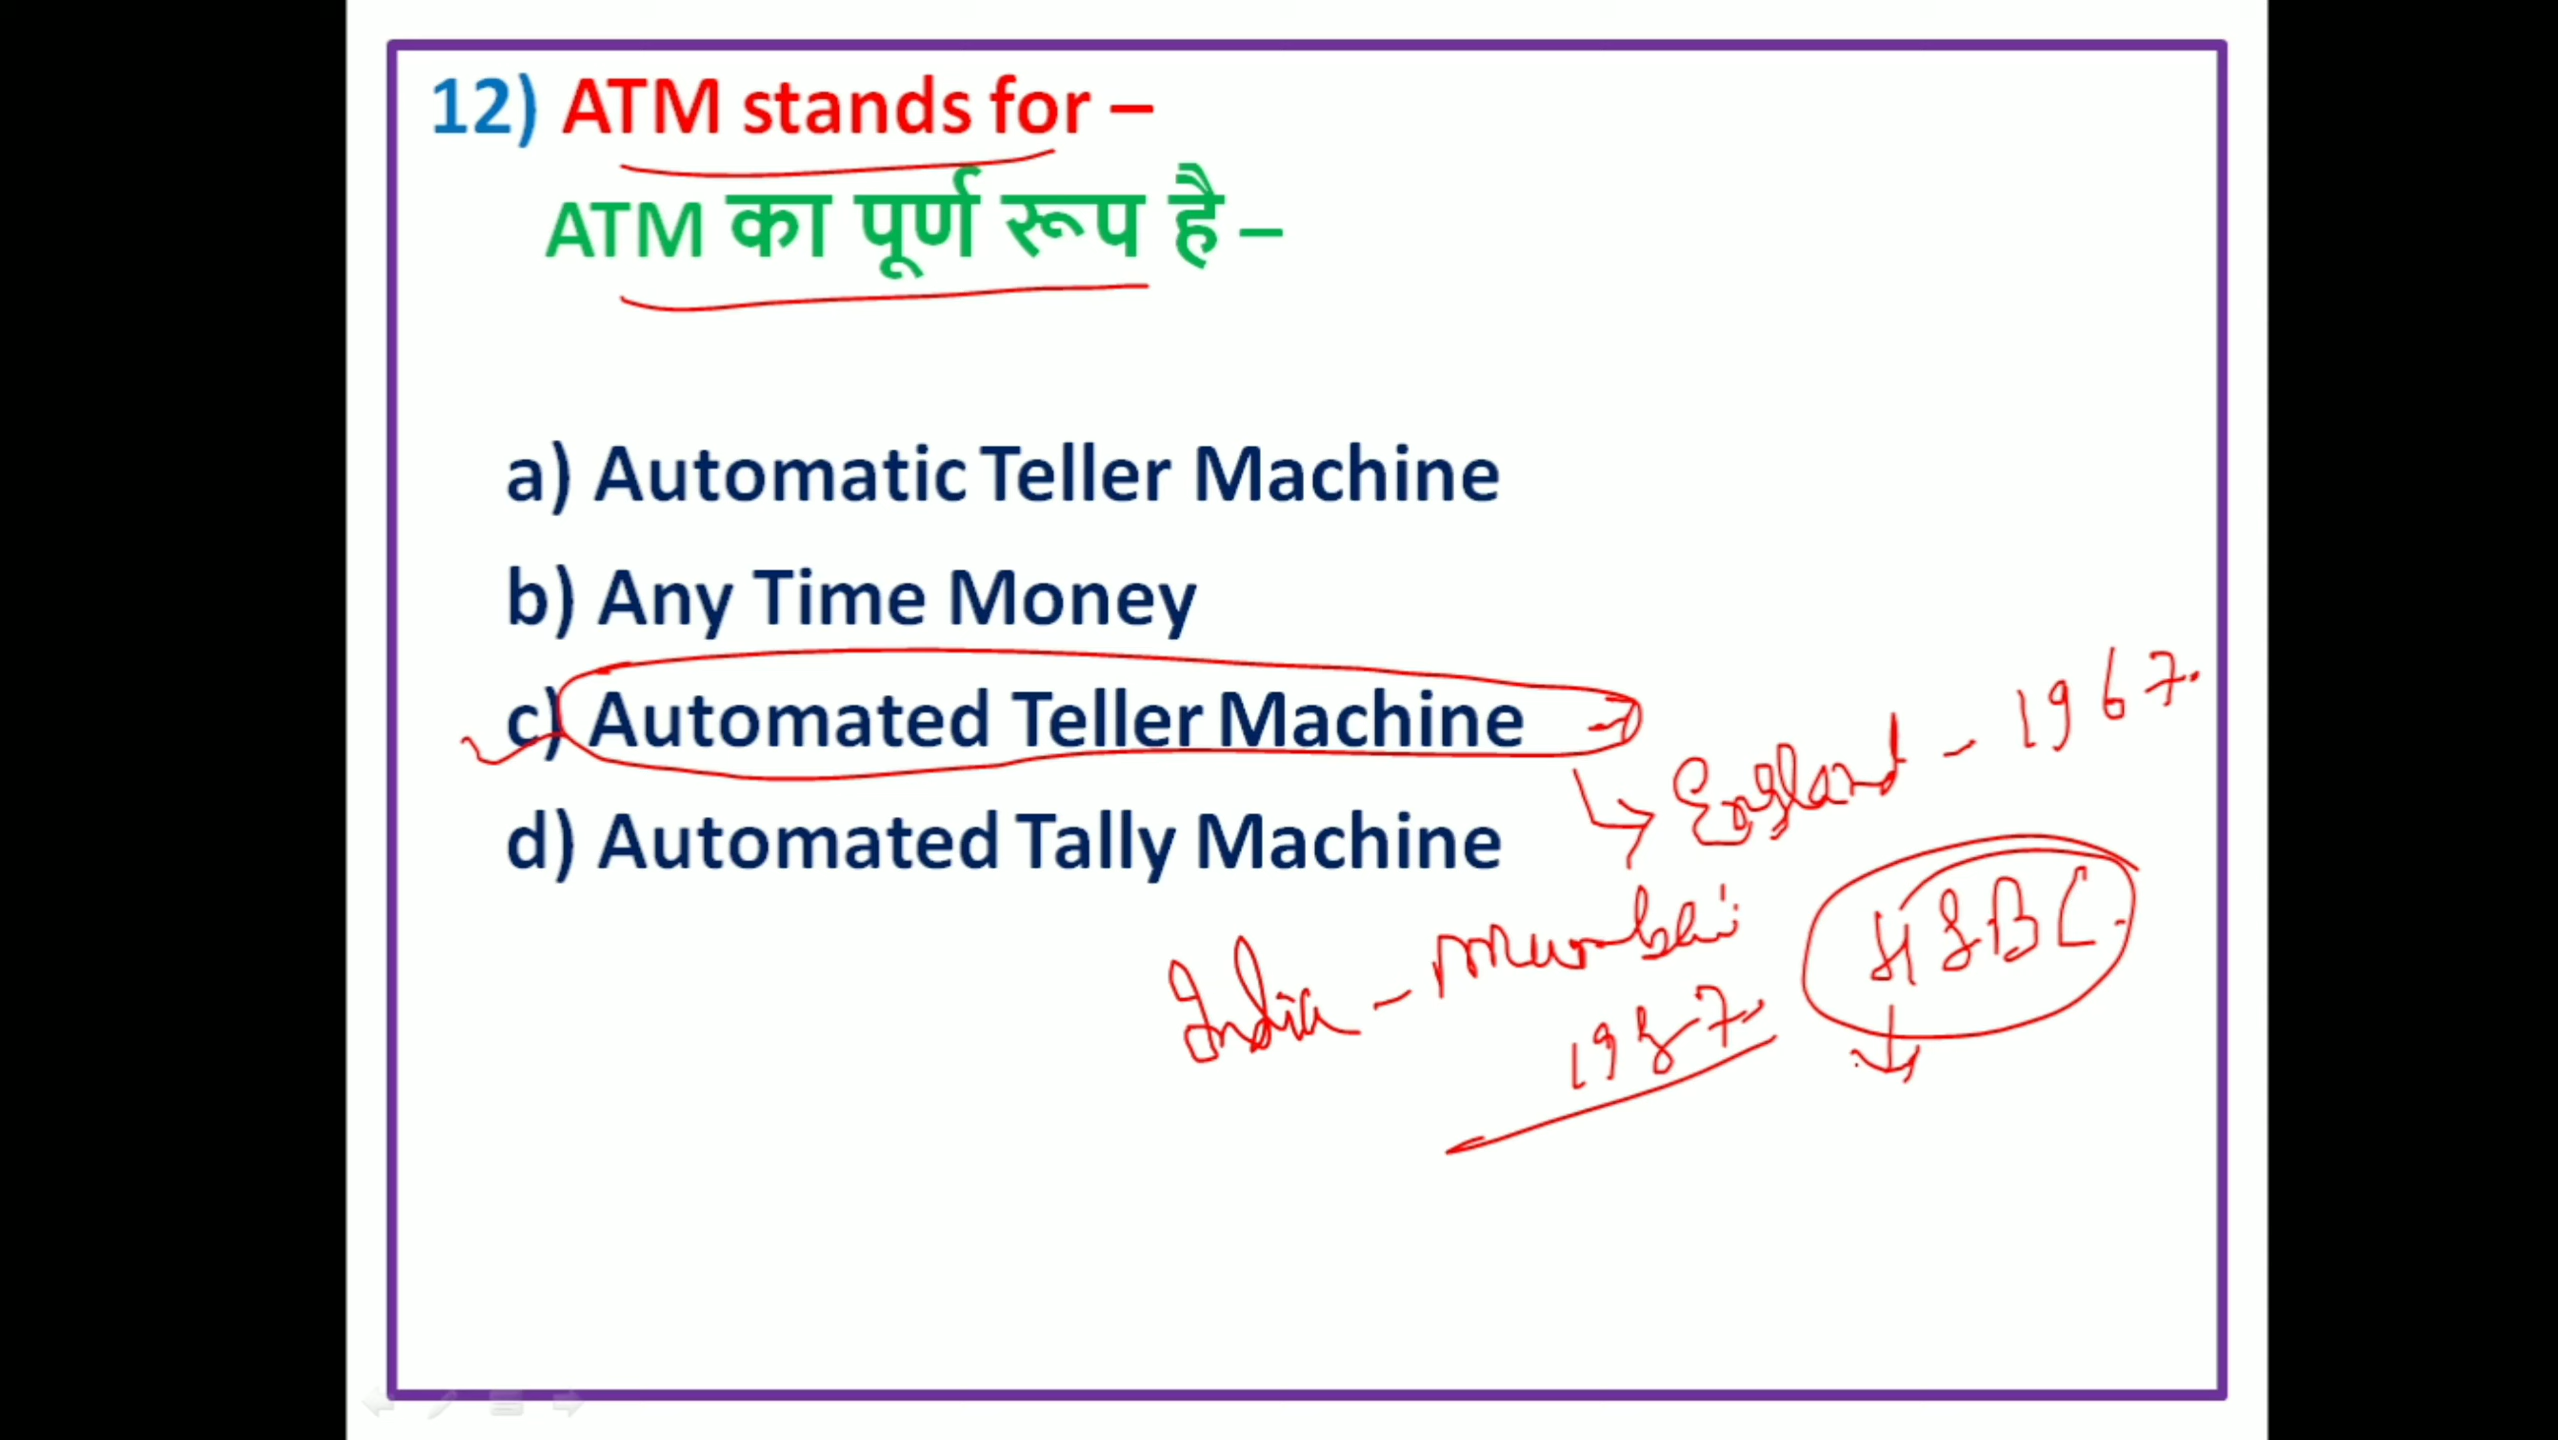 12) ATM stands for –
ATM का पूर्ण रूप है –
a) Automatic Teller Machine
b) Any Time Money
c) Automated Teller Machine
d) Automated Tally Machine
England - 1967.
India - Mumbai
1987.
HSBC.